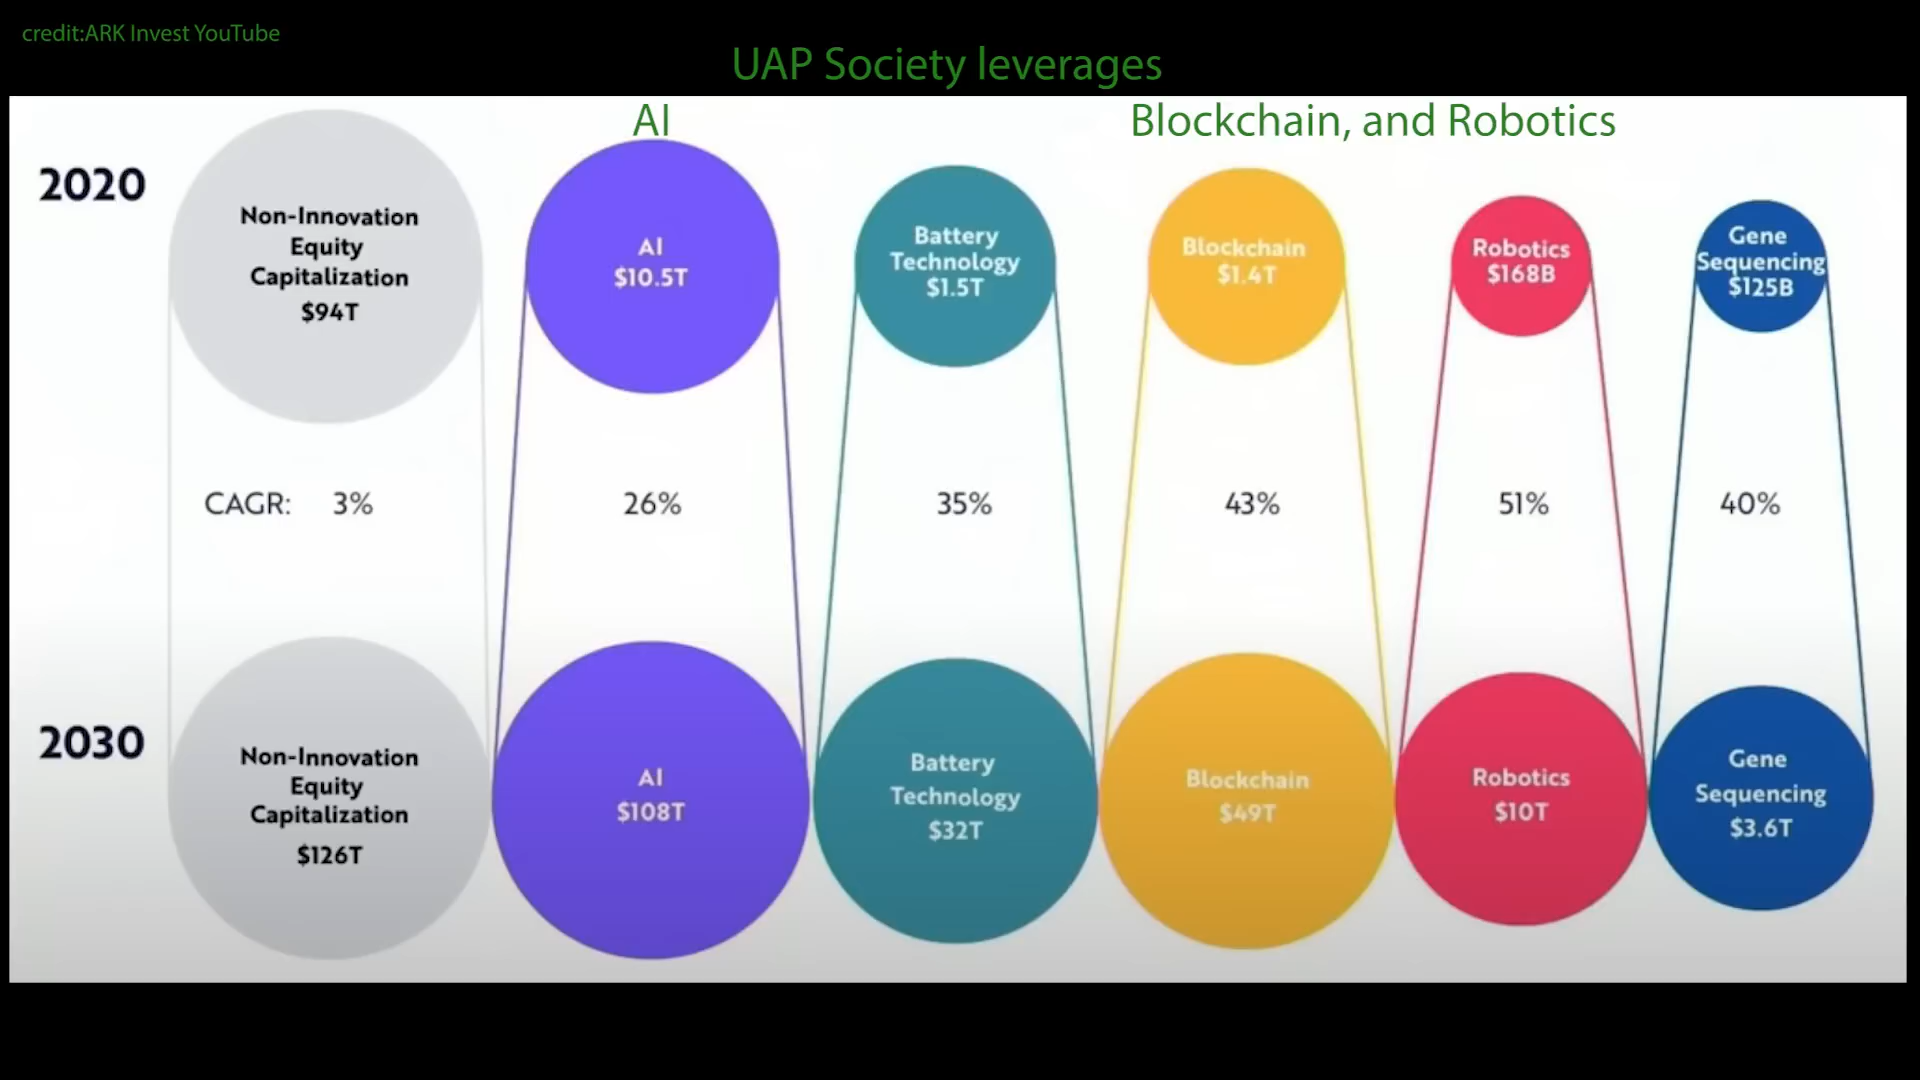 credit:ARK Invest YouTube
UAP Society leverages
AI
Blockchain, and Robotics
2020
Non-Innovation
Equity
Capitalization
$94T
AI
$10.5T
Battery
Technology
$1.5T
Blockchain
$1.4T
Robotics
$168B
Gene
Sequencing
$125B
CAGR: 3%
26%
35%
43%
51%
40%
2030
Non-Innovation
Equity
Capitalization
$126T
AI
$108T
Battery
Technology
$32T
Blockchain
$49T
Robotics
$10T
Gene
Sequencing
$3.6T